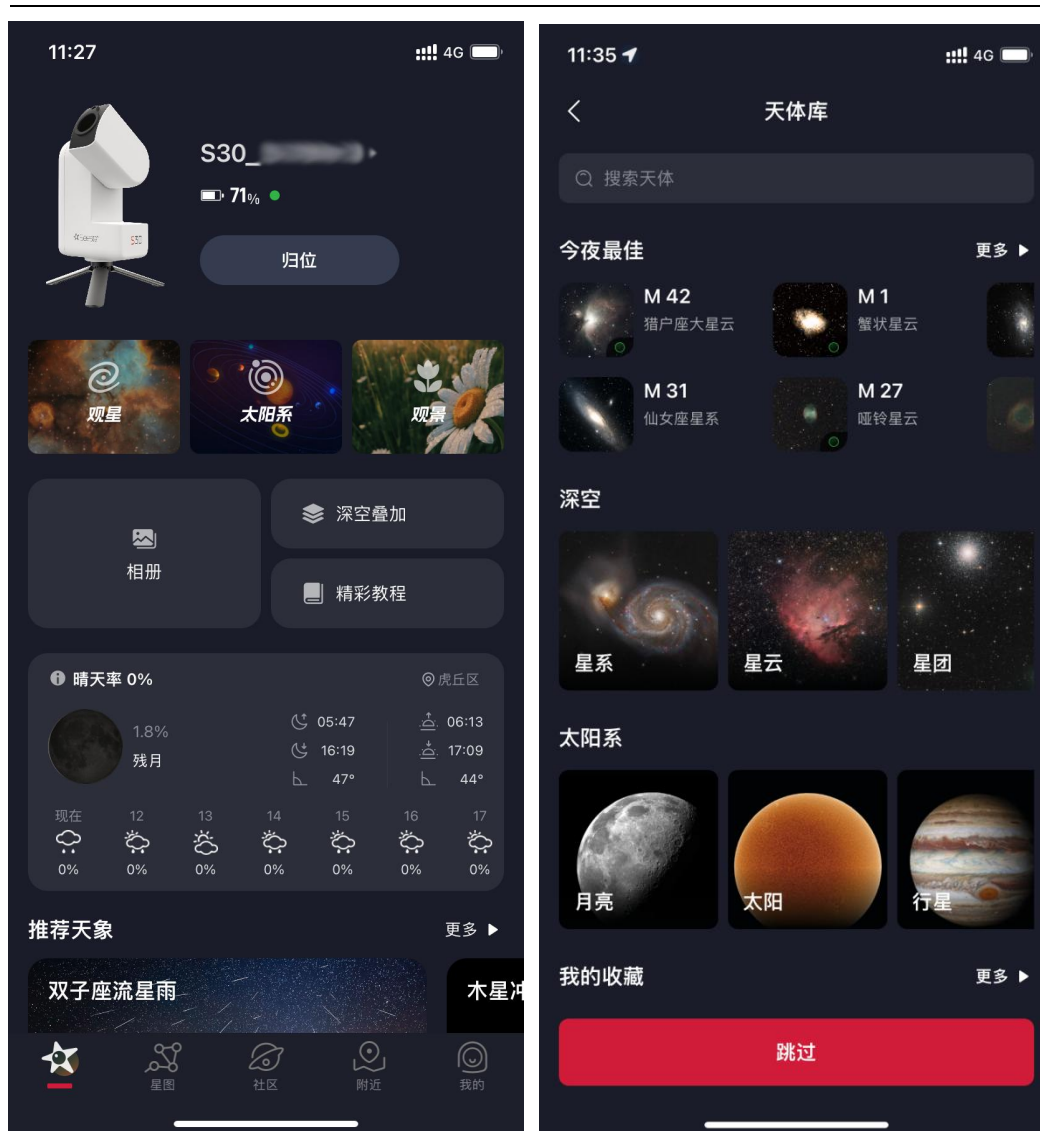 11:27
4G
S30_
71%
归位
S30
观星
太阳系
观景
相册
深空叠加
精彩教程
晴天率 0%
虎丘区
1.8%
残月
05:47
06:13
16:19
17:09
47°
44°
现在
12
13
14
15
16
17
0%
0%
0%
0%
0%
0%
0%
推荐天象
更多
双子座流星雨
木星冲
星图
社区
附近
我的
11:35
4G
天体库
搜索天体
今夜最佳
更多
M 42
猎户座大星云
M 1
蟹状星云
M 31
仙女座星系
M 27
哑铃星云
深空
星系
星云
星团
太阳系
月亮
太阳
行星
我的收藏
更多
跳过